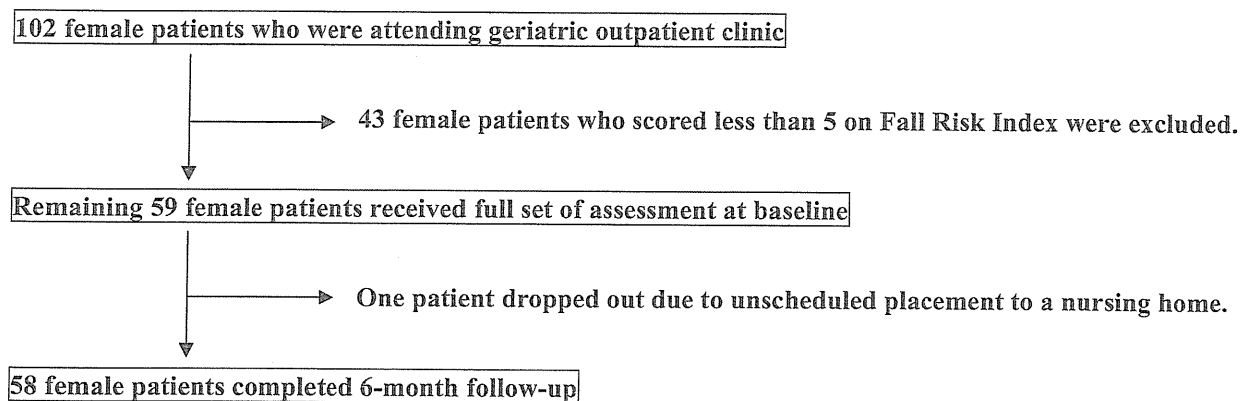 102 female patients who were attending geriatric outpatient clinic
43 female patients who scored less than 5 on Fall Risk Index were excluded.
Remaining 59 female patients received full set of assessment at baseline
One patient dropped out due to unscheduled placement to a nursing home.
58 female patients completed 6-month follow-up